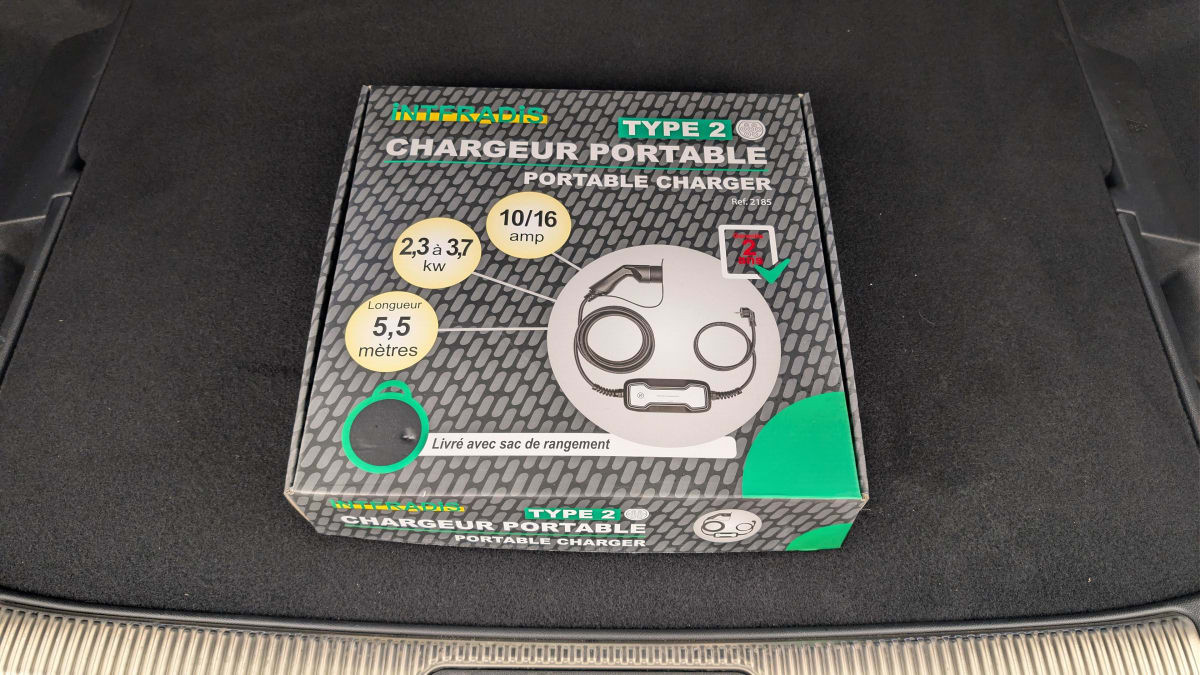 iNTERADiS
TYPE 2
CHARGEUR PORTABLE
PORTABLE CHARGER
Ref. 2185
10/16
amp
2,3 à 3,7
kw
2
ans
Longueur
5,5
mètres
Livré avec sac de rangement
iNTERADiS
TYPE 2
CHARGEUR PORTABLE
PORTABLE CHARGER